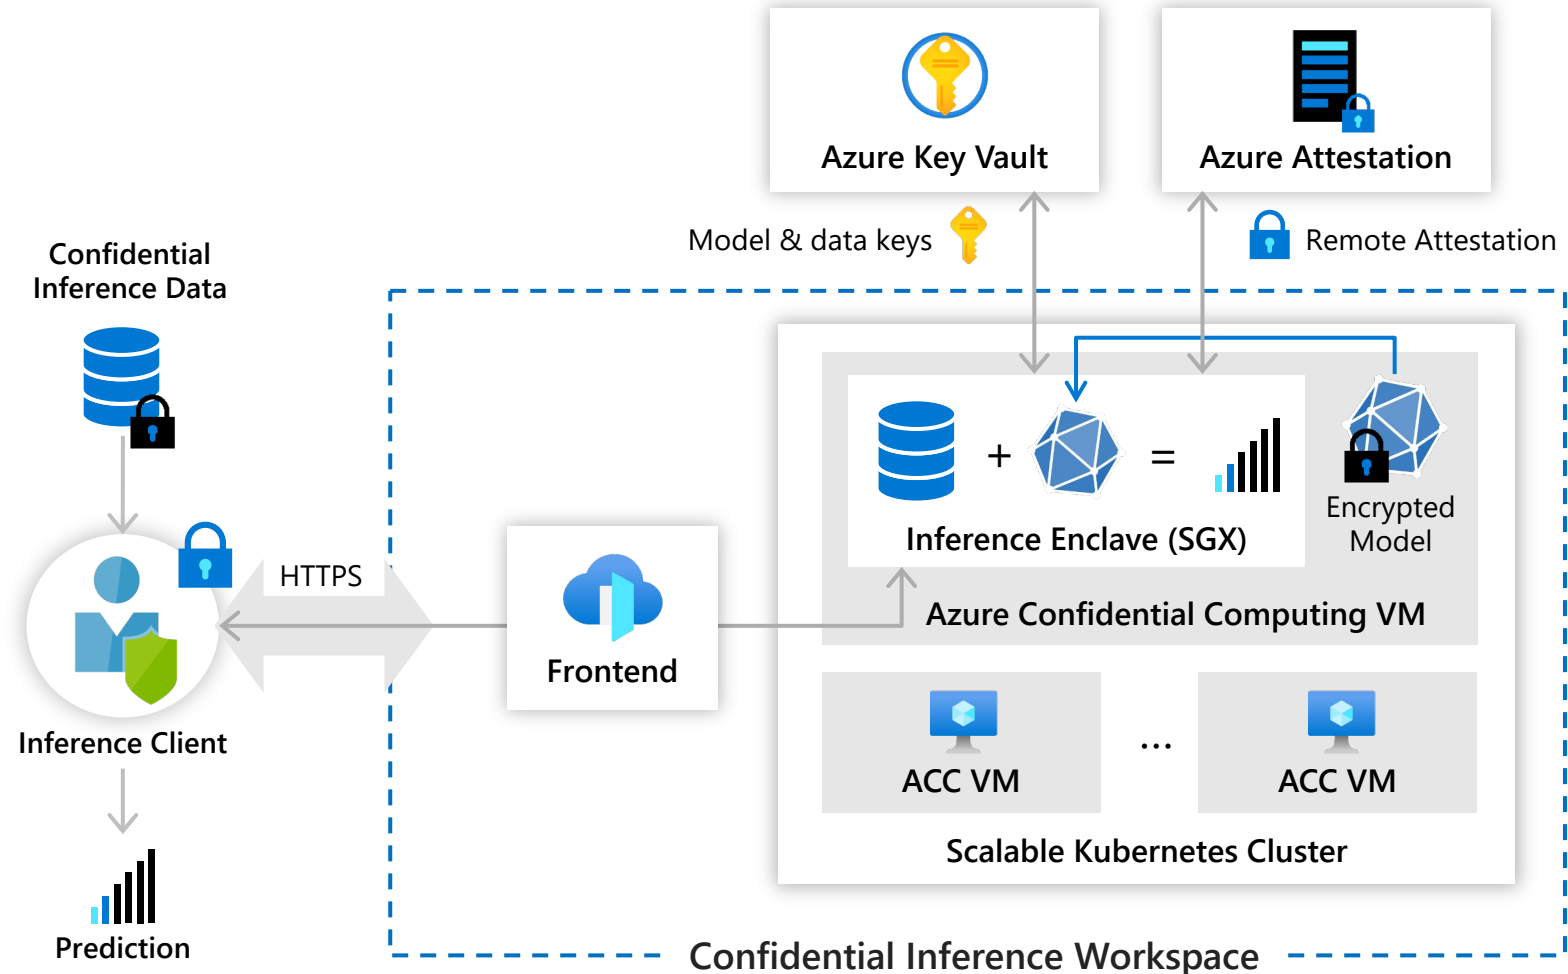 Azure Key Vault
Azure Attestation
Model & data keys
Remote Attestation
Confidential
Inference Data
HTTPS
Inference Client
Prediction
Frontend
+
=
Inference Enclave (SGX)
Encrypted
Model
Azure Confidential Computing VM
ACC VM
...
ACC VM
Scalable Kubernetes Cluster
Confidential Inference Workspace